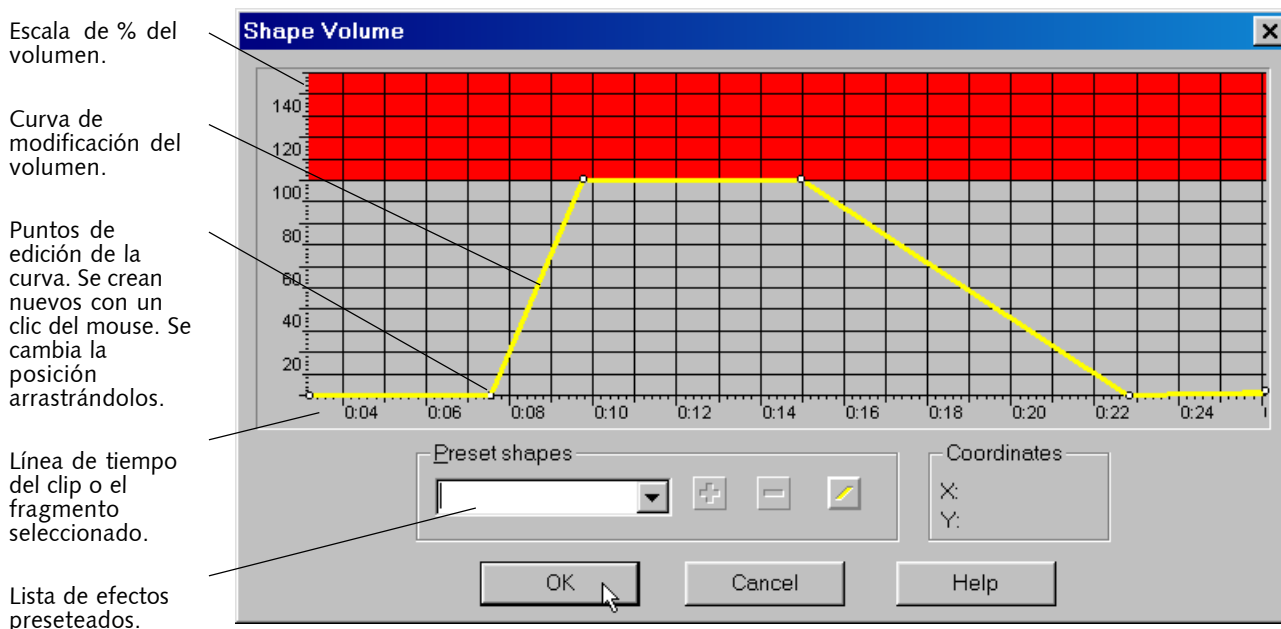 Escala de % del
volumen.
Curva de
modificación del
volumen.
Puntos de
edición de la
curva. Se crean
nuevos con un
clic del mouse. Se
cambia la
posición
arrastrándolos.
Línea de tiempo
del clip o el
fragmento
seleccionado.
Lista de efectos
preseteados.
Shape Volume
140
120
100
80
60
40
20
0:04 0:06 0:08 0:10 0:12 0:14 0:16 0:18 0:20 0:22 0:24
Preset shapes
Coordinates
X:
Y:
OK Cancel Help